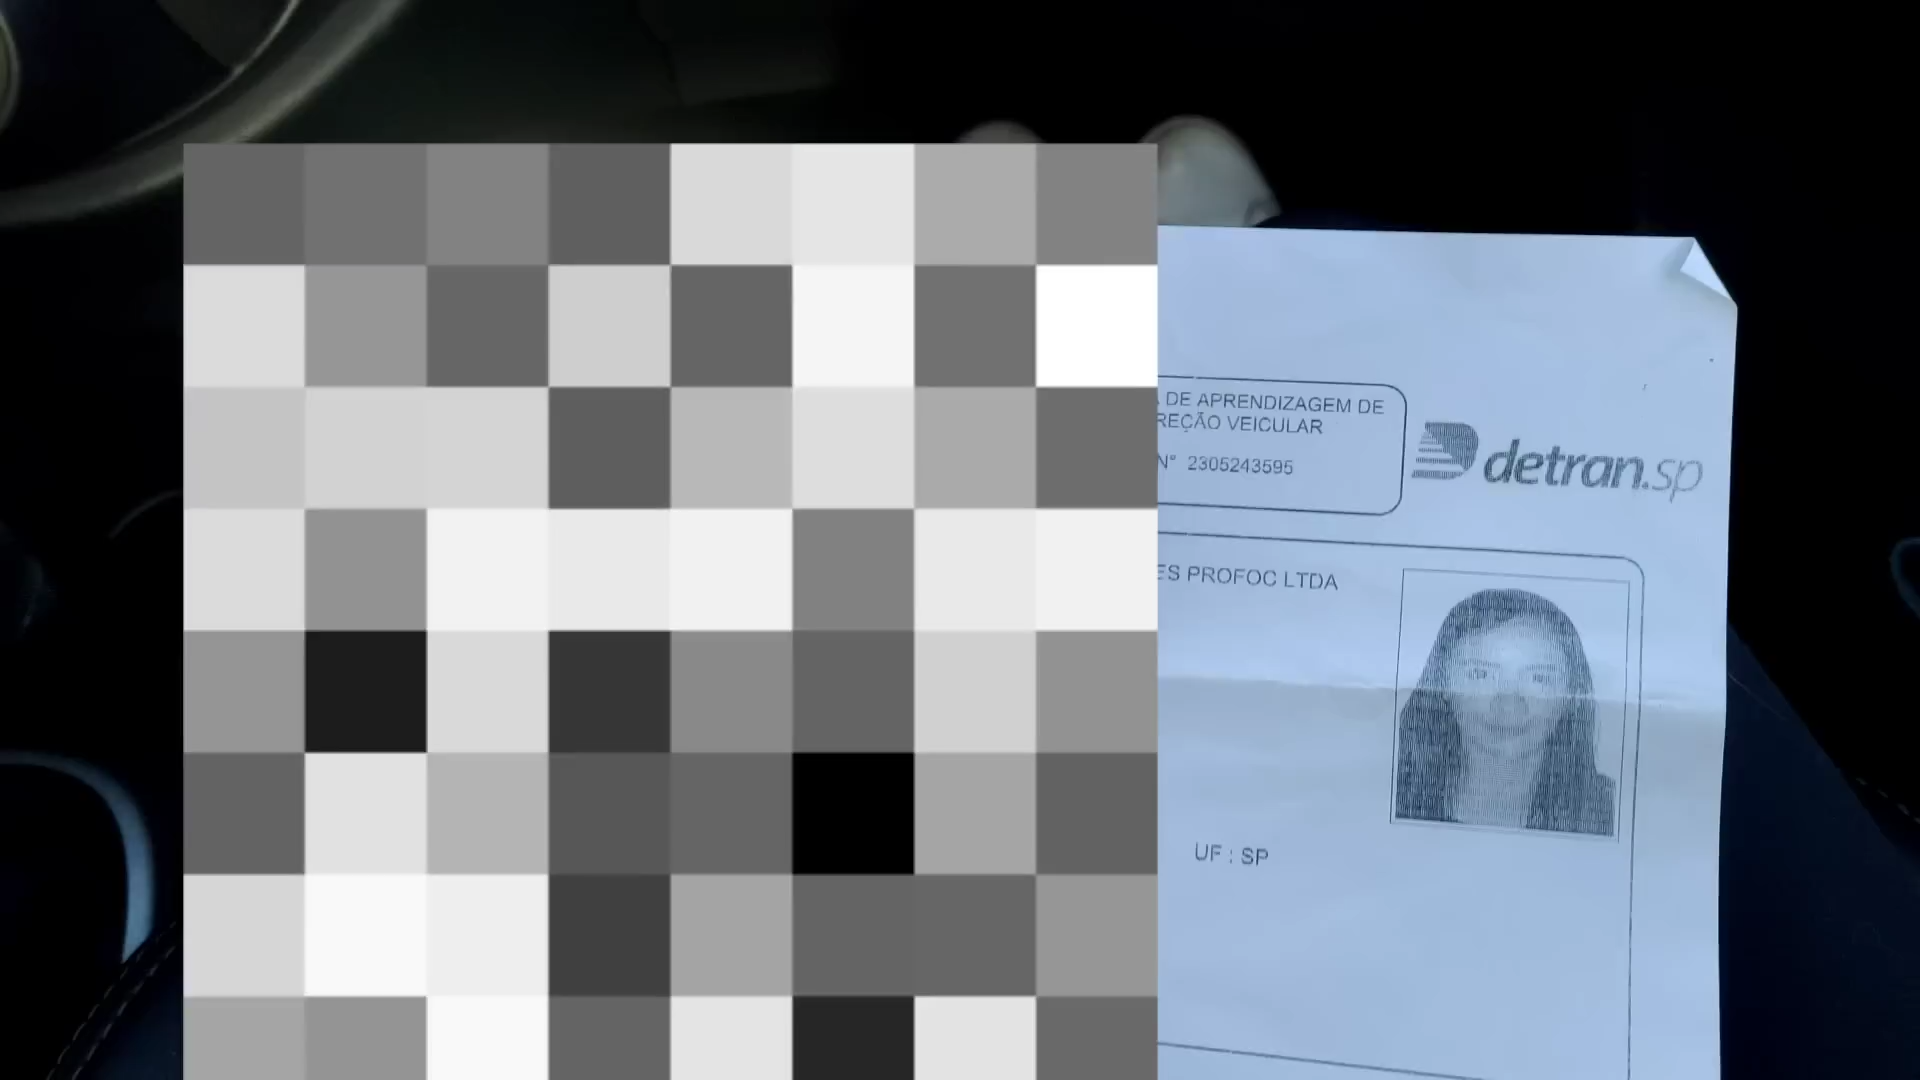 DE APRENDIZAGEM DE
REÇÃO VEICULAR
N° 2305243595
detran.sp
ES PROFOC LTDA
UF : SP